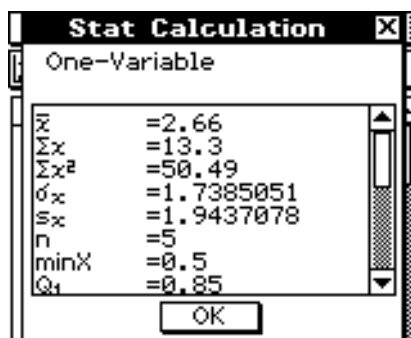 Stat Calculation
One-Variable
x̄ =2.66
Σx =13.3
Σx² =50.49
σx =1.7385051
sx =1.9437078
n =5
minX =0.5
Q₁ =0.85
OK